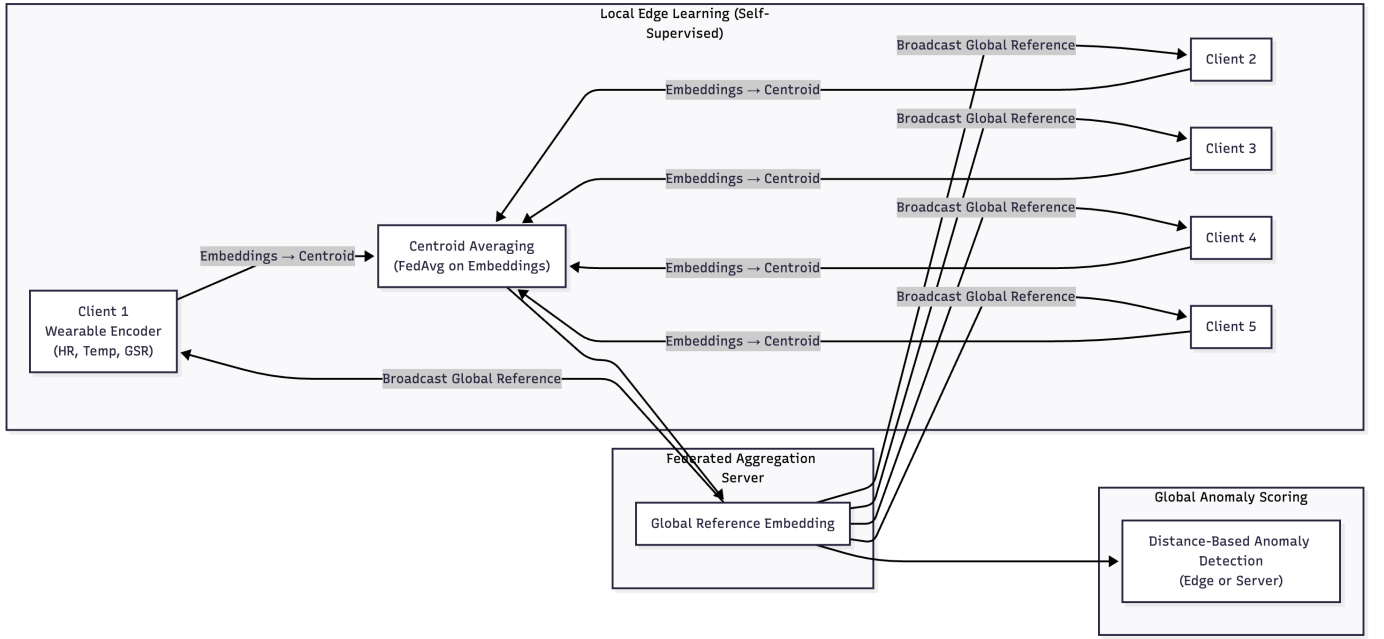 Local Edge Learning (Self-
Supervised)
Broadcast Global Reference
Client 2
Embeddings → Centroid
Broadcast Global Reference
Client 3
Embeddings → Centroid
Broadcast Global Reference
Client 4
Embeddings → Centroid
Centroid Averaging
(FedAvg on Embeddings)
Embeddings → Centroid
Broadcast Global Reference
Client 5
Embeddings → Centroid
Client 1
Wearable Encoder
(HR, Temp, GSR)
Broadcast Global Reference
Federated Aggregation
Server
Global Reference Embedding
Global Anomaly Scoring
Distance-Based Anomaly
Detection
(Edge or Server)